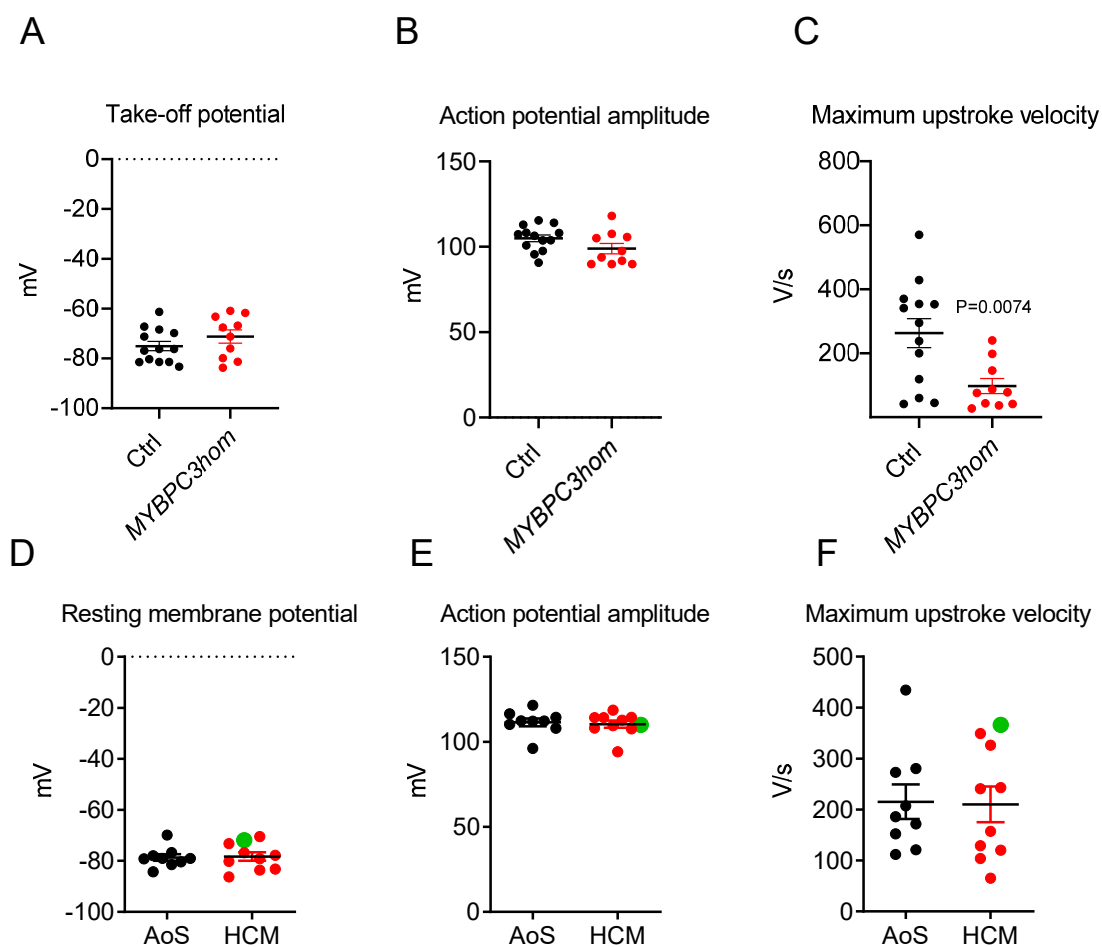 A
B
C
Take-off potential
Action potential amplitude
Maximum upstroke velocity
0
-20
-40
-60
-80
-100
mV
Ctrl
MYBPC3hom
150
100
50
0
mV
Ctrl
MYBPC3hom
800
600
400
200
V/s
P=0.0074
Ctrl
MYBPC3hom
D
E
F
Resting membrane potential
Action potential amplitude
Maximum upstroke velocity
0
-20
-40
-60
-80
-100
mV
AoS HCM
150
100
50
0
mV
AoS HCM
500
400
300
200
100
0
V/s
AoS HCM